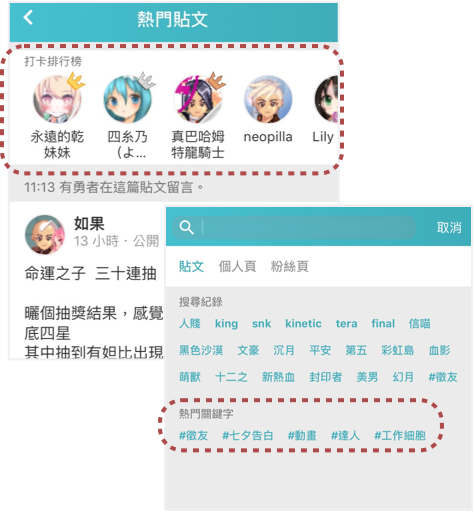 熱門貼文
打卡排行榜
永遠的乾
妹妹
四糸乃
（よ...
真巴哈姆
特龍騎士
neopilla
Lily
11:13 有勇者在這篇貼文留言。
如果
13 小時・公開
命運之子 三十連抽
曬個抽獎結果，感覺
底四星
其中抽到有妲比出現
取消
貼文 個人頁 粉絲頁
搜尋紀錄
人賤 king snk kinetic tera final 信喵
黑色沙漠 文豪 沉月 平安 第五 彩虹島 血影
萌獸 十二之 新熱血 封印者 美男 幻月 #徵友
熱門關鍵字
#徵友 #七夕告白 #動畫 #達人 #工作細胞